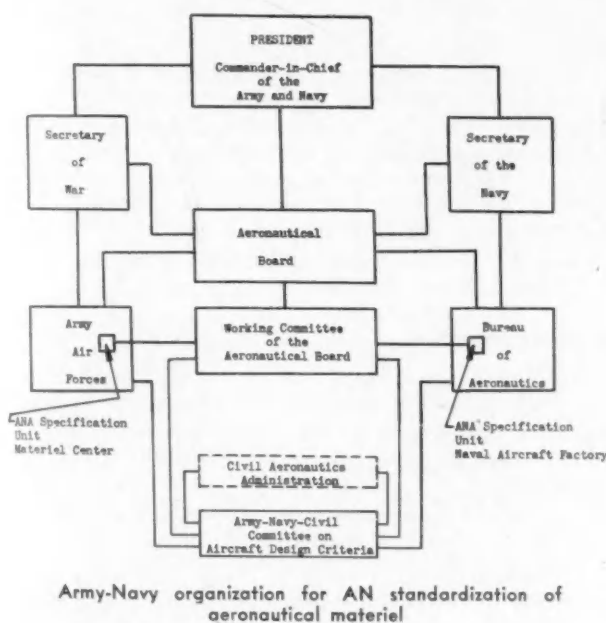 PRESIDENT
Commander-in-Chief
of the
Army and Navy
Secretary
of
War
Secretary
of the
Navy
Aeronautical
Board
Army
Air
Forces
Working Committee
of the
Aeronautical Board
Bureau
of
Aeronautics
ANA Specification
Unit
Materiel Center
ANA Specification
Unit
Naval Aircraft Factory
Civil Aeronautics
Administration
Army-Navy-Civil
Committee on
Aircraft Design Criteria
Army-Navy organization for AN standardization of
aeronautical materiel